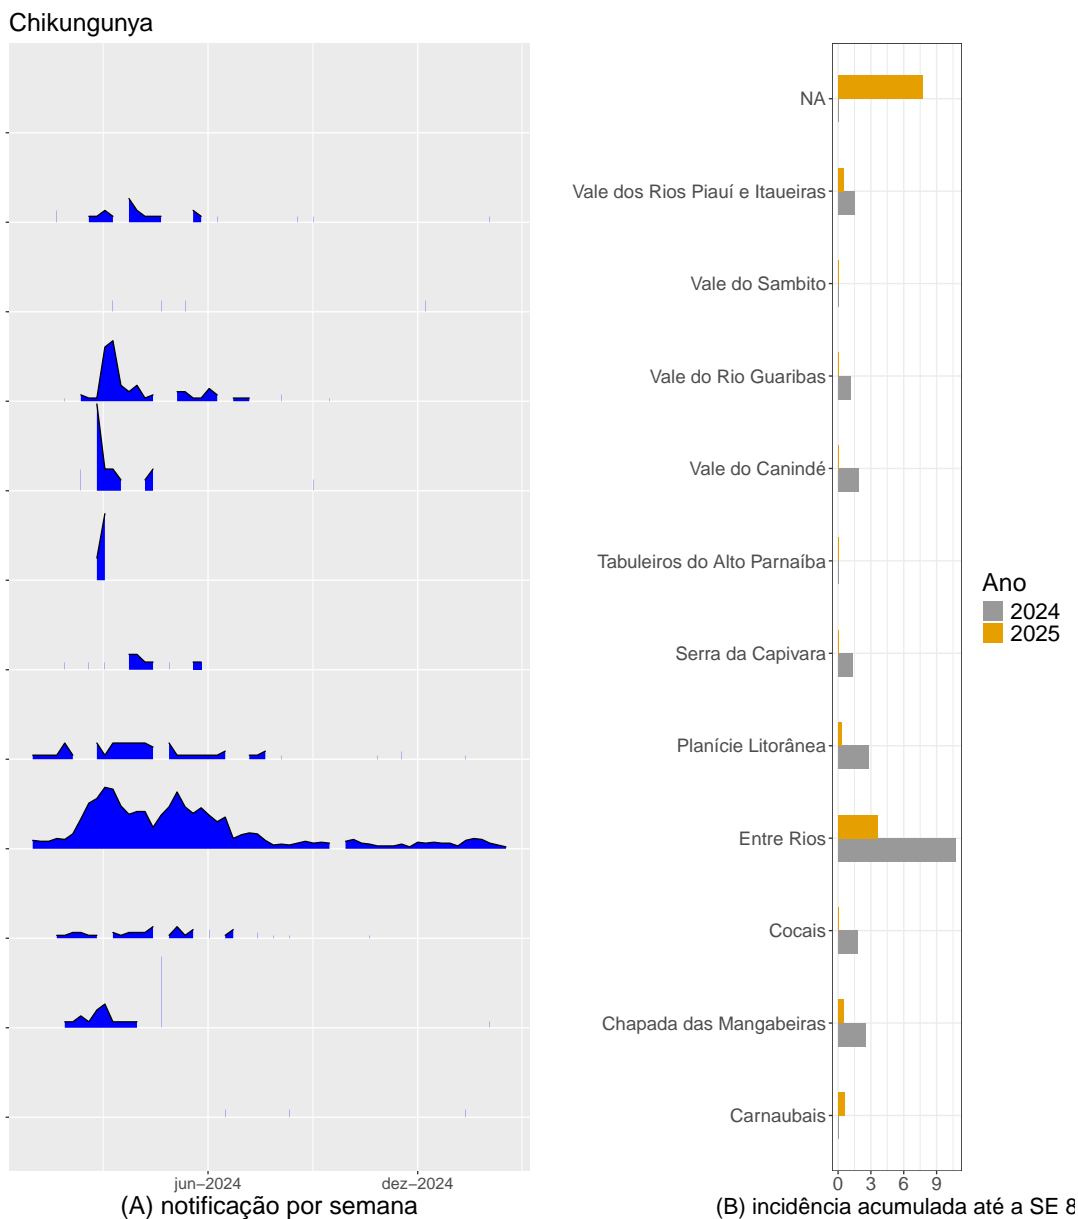 Chikungunya
NA
Vale dos Rios Piauí e Itaueiras
Vale do Sambito
Vale do Rio Guaribas
Vale do Canindé
Tabuleiros do Alto Parnaíba
Serra da Capivara
Planície Litorânea
Entre Rios
Cocais
Chapada das Mangabeiras
Carnaubais
Ano
2024
2025
jun−2024 dez−2024
0 3 6 9
(A) notificação por semana
(B) incidência acumulada até a SE 8